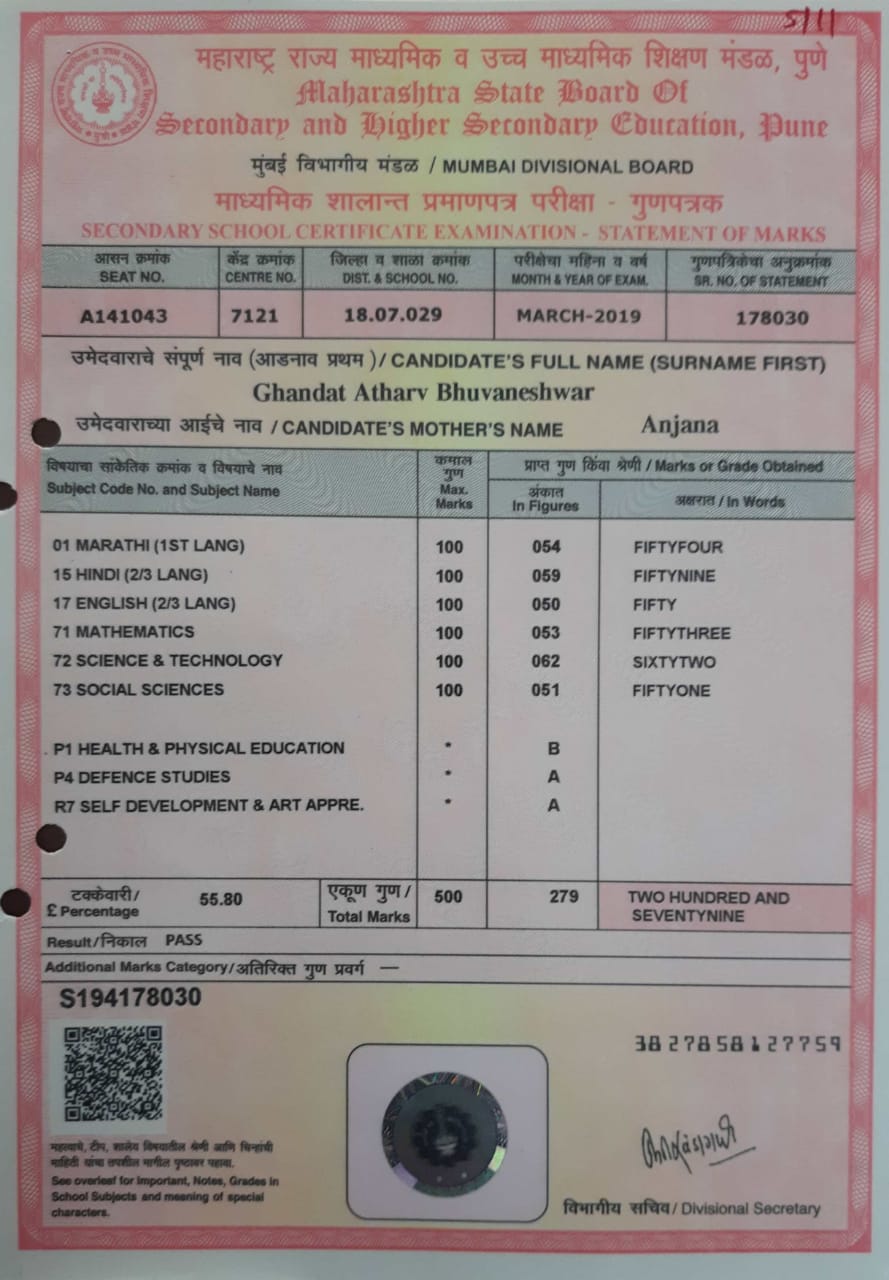 5/11
महाराष्ट्र राज्य माध्यमिक व उच्च माध्यमिक शिक्षण मंडळ, पुणे
Maharashtra State Board Of
Secondary and Higher Secondary Education, Pune
मुंबई विभागीय मंडळ / MUMBAI DIVISIONAL BOARD
माध्यमिक शालान्त प्रमाणपत्र परीक्षा - गुणपत्रक
SECONDARY SCHOOL CERTIFICATE EXAMINATION - STATEMENT OF MARKS
आसन क्रमांक केंद्र क्रमांक जिल्हा व शाळा क्रमांक परीक्षेचा महिना व वर्ष गुणपत्रिकेचा अनुक्रमांक
SEAT NO. CENTRE NO. DIST. & SCHOOL NO. MONTH & YEAR OF EXAM. SR. NO. OF STATEMENT
A141043 7121 18.07.029 MARCH-2019 178030
उमेदवाराचे संपूर्ण नाव (आडनाव प्रथम )/ CANDIDATE'S FULL NAME (SURNAME FIRST)
Ghandat Atharv Bhuvaneshwar
उमेदवाराच्या आईचे नाव / CANDIDATE'S MOTHER'S NAME Anjana
विषयाचा सांकेतिक क्रमांक व विषयाचे नाव
Subject Code No. and Subject Name
कमाल
गुण
Max.
Marks
प्राप्त गुण किंवा श्रेणी / Marks or Grade Obtained
अंकात
In Figures
अक्षरात / In Words
01 MARATHI (1ST LANG) 100 054 FIFTYFOUR
15 HINDI (2/3 LANG) 100 059 FIFTYNINE
17 ENGLISH (2/3 LANG) 100 050 FIFTY
71 MATHEMATICS 100 053 FIFTYTHREE
72 SCIENCE & TECHNOLOGY 100 062 SIXTYTWO
73 SOCIAL SCIENCES 100 051 FIFTYONE
P1 HEALTH & PHYSICAL EDUCATION * B
P4 DEFENCE STUDIES * A
R7 SELF DEVELOPMENT & ART APPRE. * A
टक्केवारी/
£ Percentage
55.80
एकूण गुण /
Total Marks
500 279
TWO HUNDRED AND
SEVENTYNINE
Result/निकाल PASS
Additional Marks Category/अतिरिक्त गुण प्रवर्ग —
S194178030
3827858127759
महत्वाचे, टीप, शालेय विषयातील श्रेणी आणि चिन्हांची
माहिती यांचा तपशील मागील पृष्ठावर पहावा.
See overleaf for Important, Notes, Grades in
School Subjects and meaning of special
characters.
विभागीय सचिव/ Divisional Secretary